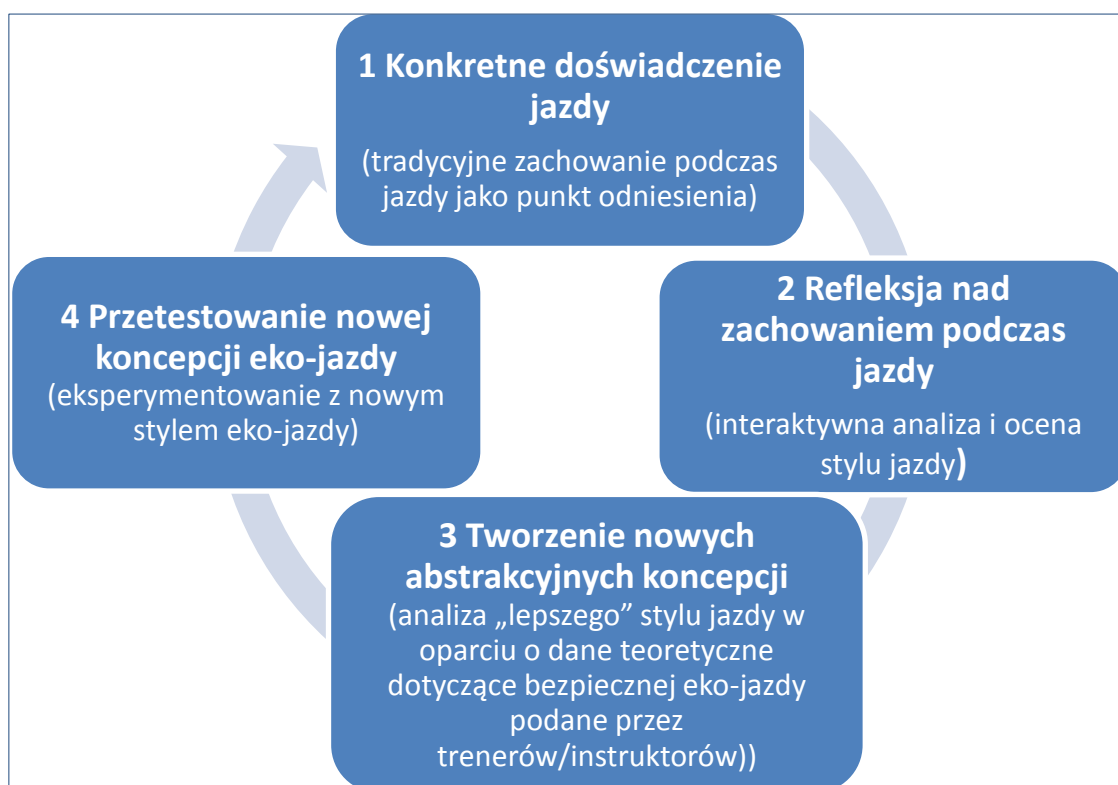 1 Konkretne doświadczenie
jazdy
(tradycyjne zachowanie podczas
jazdy jako punkt odniesienia)
2 Refleksja nad
zachowaniem podczas
jazdy
(interaktywna analiza i ocena
stylu jazdy)
3 Tworzenie nowych
abstrakcyjnych koncepcji
(analiza „lepszego” stylu jazdy w
oparciu o dane teoretyczne
dotyczące bezpiecznej eko-jazdy
podane przez
trenerów/instruktorów))
4 Przetestowanie nowej
koncepcji eko-jazdy
(eksperymentowanie z nowym
stylem eko-jazdy)